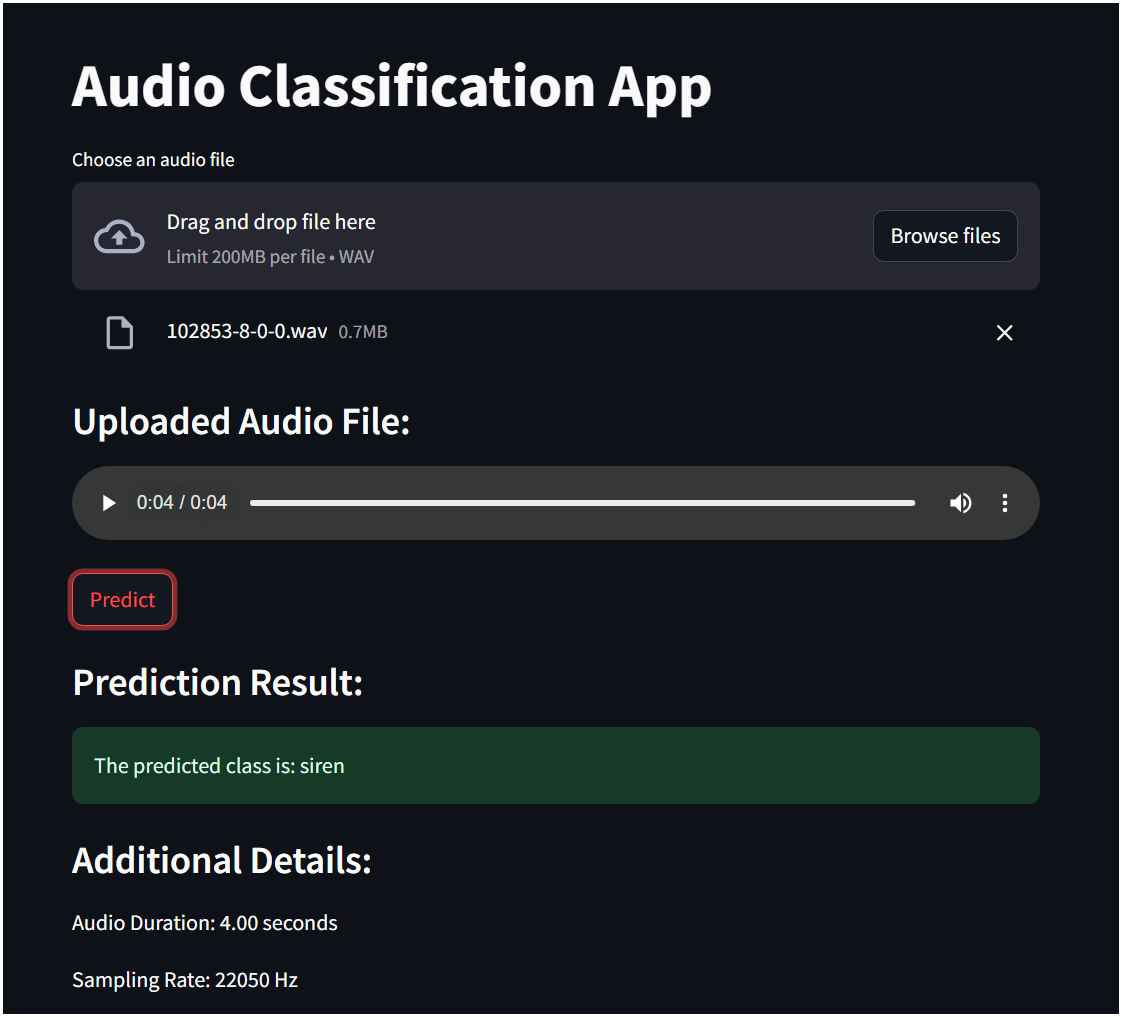 Audio Classification App
Choose an audio file
Drag and drop file here
Limit 200MB per file • WAV
Browse files
102853-8-0-0.wav 0.7MB
Uploaded Audio File:
0:04 / 0:04
Predict
Prediction Result:
The predicted class is: siren
Additional Details:
Audio Duration: 4.00 seconds
Sampling Rate: 22050 Hz